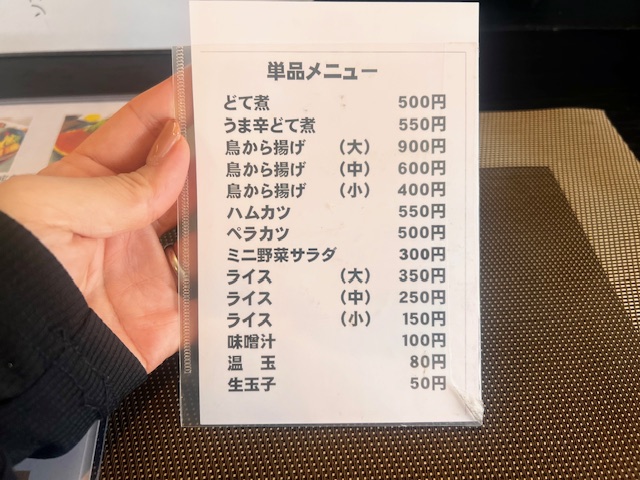 単品メニュー
どて煮 500円
うま辛どて煮 550円
鳥から揚げ （大） 900円
鳥から揚げ （中） 600円
鳥から揚げ （小） 400円
ハムカツ 550円
ペラカツ 500円
ミニ野菜サラダ 300円
ライス （大） 350円
ライス （中） 250円
ライス （小） 150円
味噌汁 100円
温　玉 80円
生玉子 50円